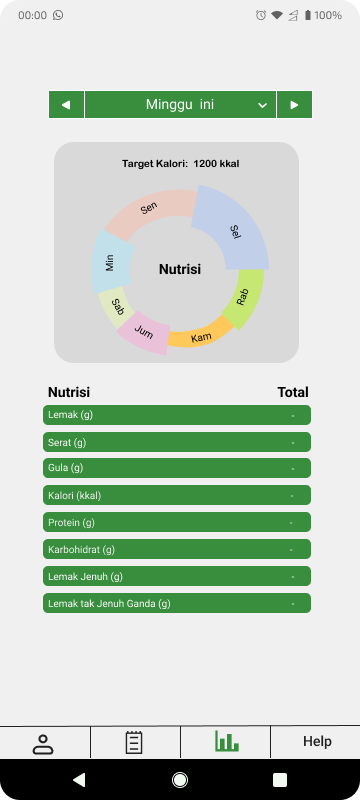 00:00 100%
Minggu ini
Target Kalori: 1200 kkal
Sen
Sel
Min
Nutrisi
Rab
Sab
Jum
Kam
Nutrisi Total
Lemak (g) -
Serat (g) -
Gula (g) -
Kalori (kkal) -
Protein (g) -
Karbohidrat (g) -
Lemak Jenuh (g) -
Lemak tak Jenuh Ganda (g) -
Help